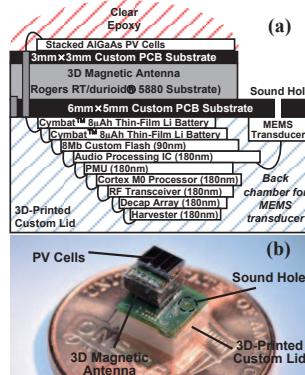 Clear
Epoxy
(a)
Stacked AlGaAs PV Cells
3mm×3mm Custom PCB Substrate
3D Magnetic Antenna
Rogers RT/duroid® 5880 Substrate)
Sound Hole
6mm×5mm Custom PCB Substrate
Cymbat™ 8µAh Thin-Film Li Battery
MEMS
Transducer
Cymbat™ 8µAh Thin-Film Li Battery
8Mb Custom Flash (90nm)
Audio Processing IC (180nm)
PMU (180nm)
Cortex M0 Processor (180nm)
RF Transceiver (180nm)
Decap Array (180nm)
Harvester (180nm)
Back
chamber for
MEMS
transducer
3D-Printed
Custom Lid
(b)
PV Cells
Sound Hole
3D Magnetic
Antenna
3D-Printed
Custom Lid